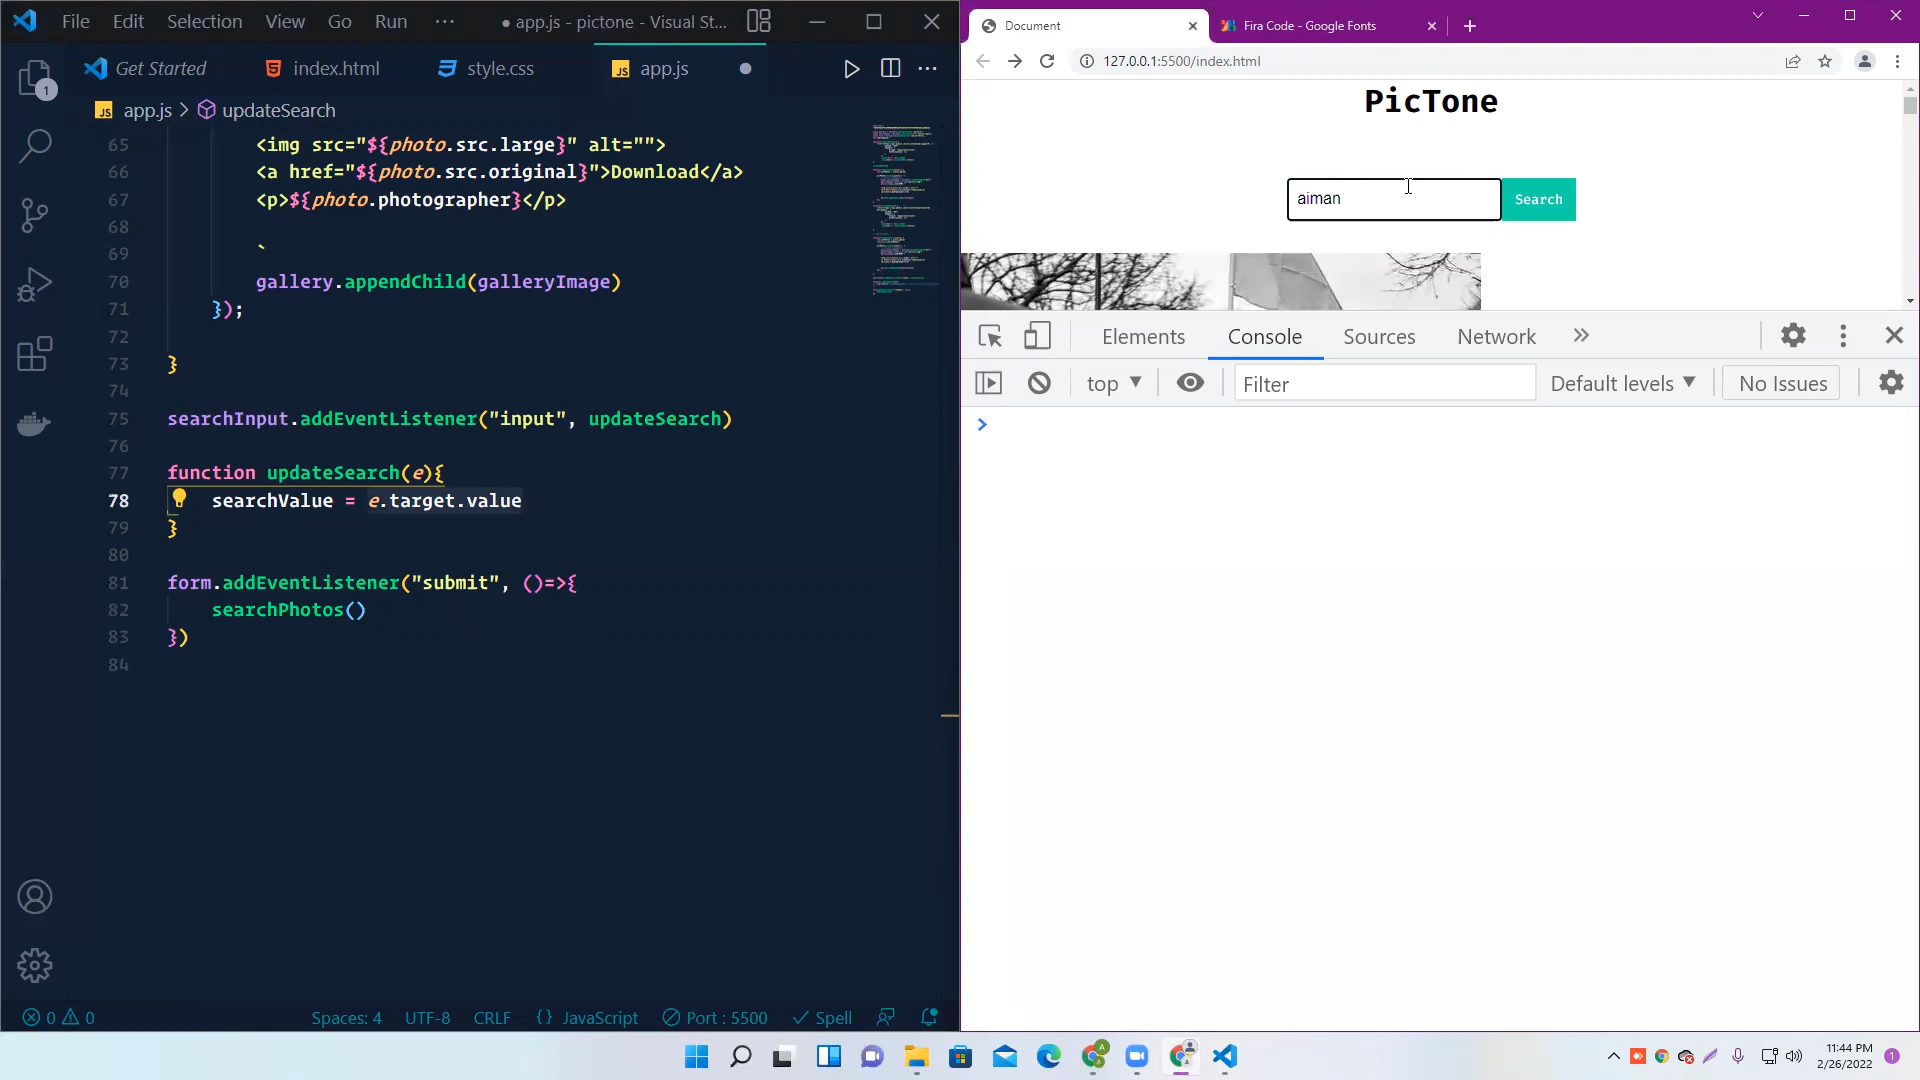 File Edit Selection View Go Run ··· ● app.js - pictone - Visual St...
Get Started index.html style.css JS app.js
JS app.js > updateSearch
1
65 <img src="${photo.src.large}" alt="">
66 <a href="${photo.src.original}">Download</a>
67 <p>${photo.photographer}</p>
68
69 `
70 gallery.appendChild(galleryImage)
71 });
72
73 }
74
75 searchInput.addEventListener("input", updateSearch)
76
77 function updateSearch(e){
78 searchValue = e.target.value
79 }
80
81 form.addEventListener("submit", ()=>{
82 searchPhotos()
83 })
84
0 0 Spaces: 4 UTF-8 CRLF {} JavaScript Port : 5500 Spell
Document Fira Code - Google Fonts
127.0.0.1:5500/index.html
PicTone
aiman Search
Elements Console Sources Network
top Filter Default levels No Issues
A
11:44 PM
2/26/2022 1